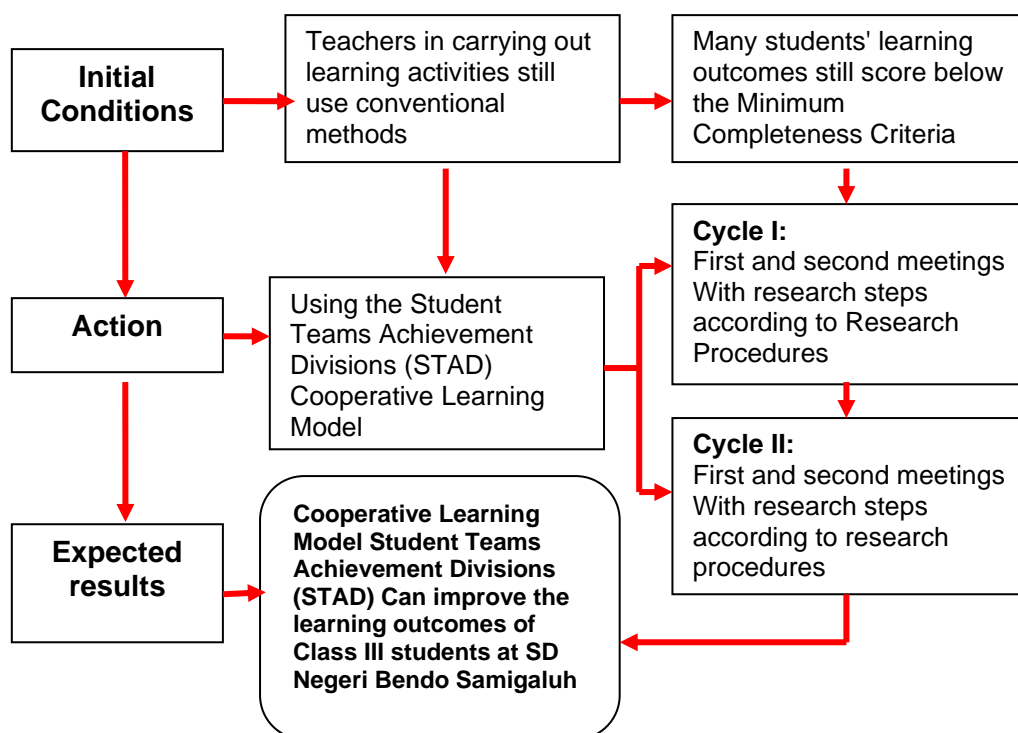 Initial
Conditions
Teachers in carrying out
learning activities still
use conventional
methods
Many students' learning
outcomes still score below
the Minimum
Completeness Criteria
Action
Using the Student
Teams Achievement
Divisions (STAD)
Cooperative Learning
Model
Cycle I:
First and second meetings
With research steps
according to Research
Procedures
Cycle II:
First and second meetings
With research steps
according to research
procedures
Expected
results
Cooperative Learning
Model Student Teams
Achievement Divisions
(STAD) Can improve the
learning outcomes of
Class III students at SD
Negeri Bendo Samigaluh